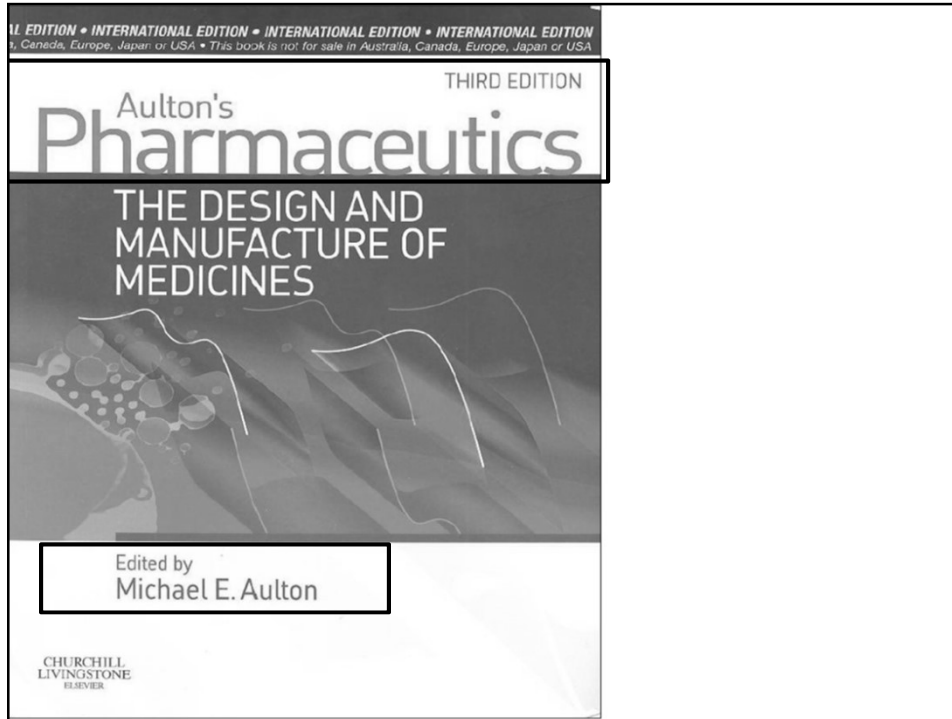 AL EDITION • INTERNATIONAL EDITION • INTERNATIONAL EDITION • INTERNATIONAL EDITION
, Canada, Europe, Japan or USA • This book is not for sale in Australia, Canada, Europe, Japan or USA
THIRD EDITION
Aulton's
Pharmaceutics
THE DESIGN AND
MANUFACTURE OF
MEDICINES
Edited by
Michael E. Aulton
CHURCHILL
LIVINGSTONE
ELSEVIER